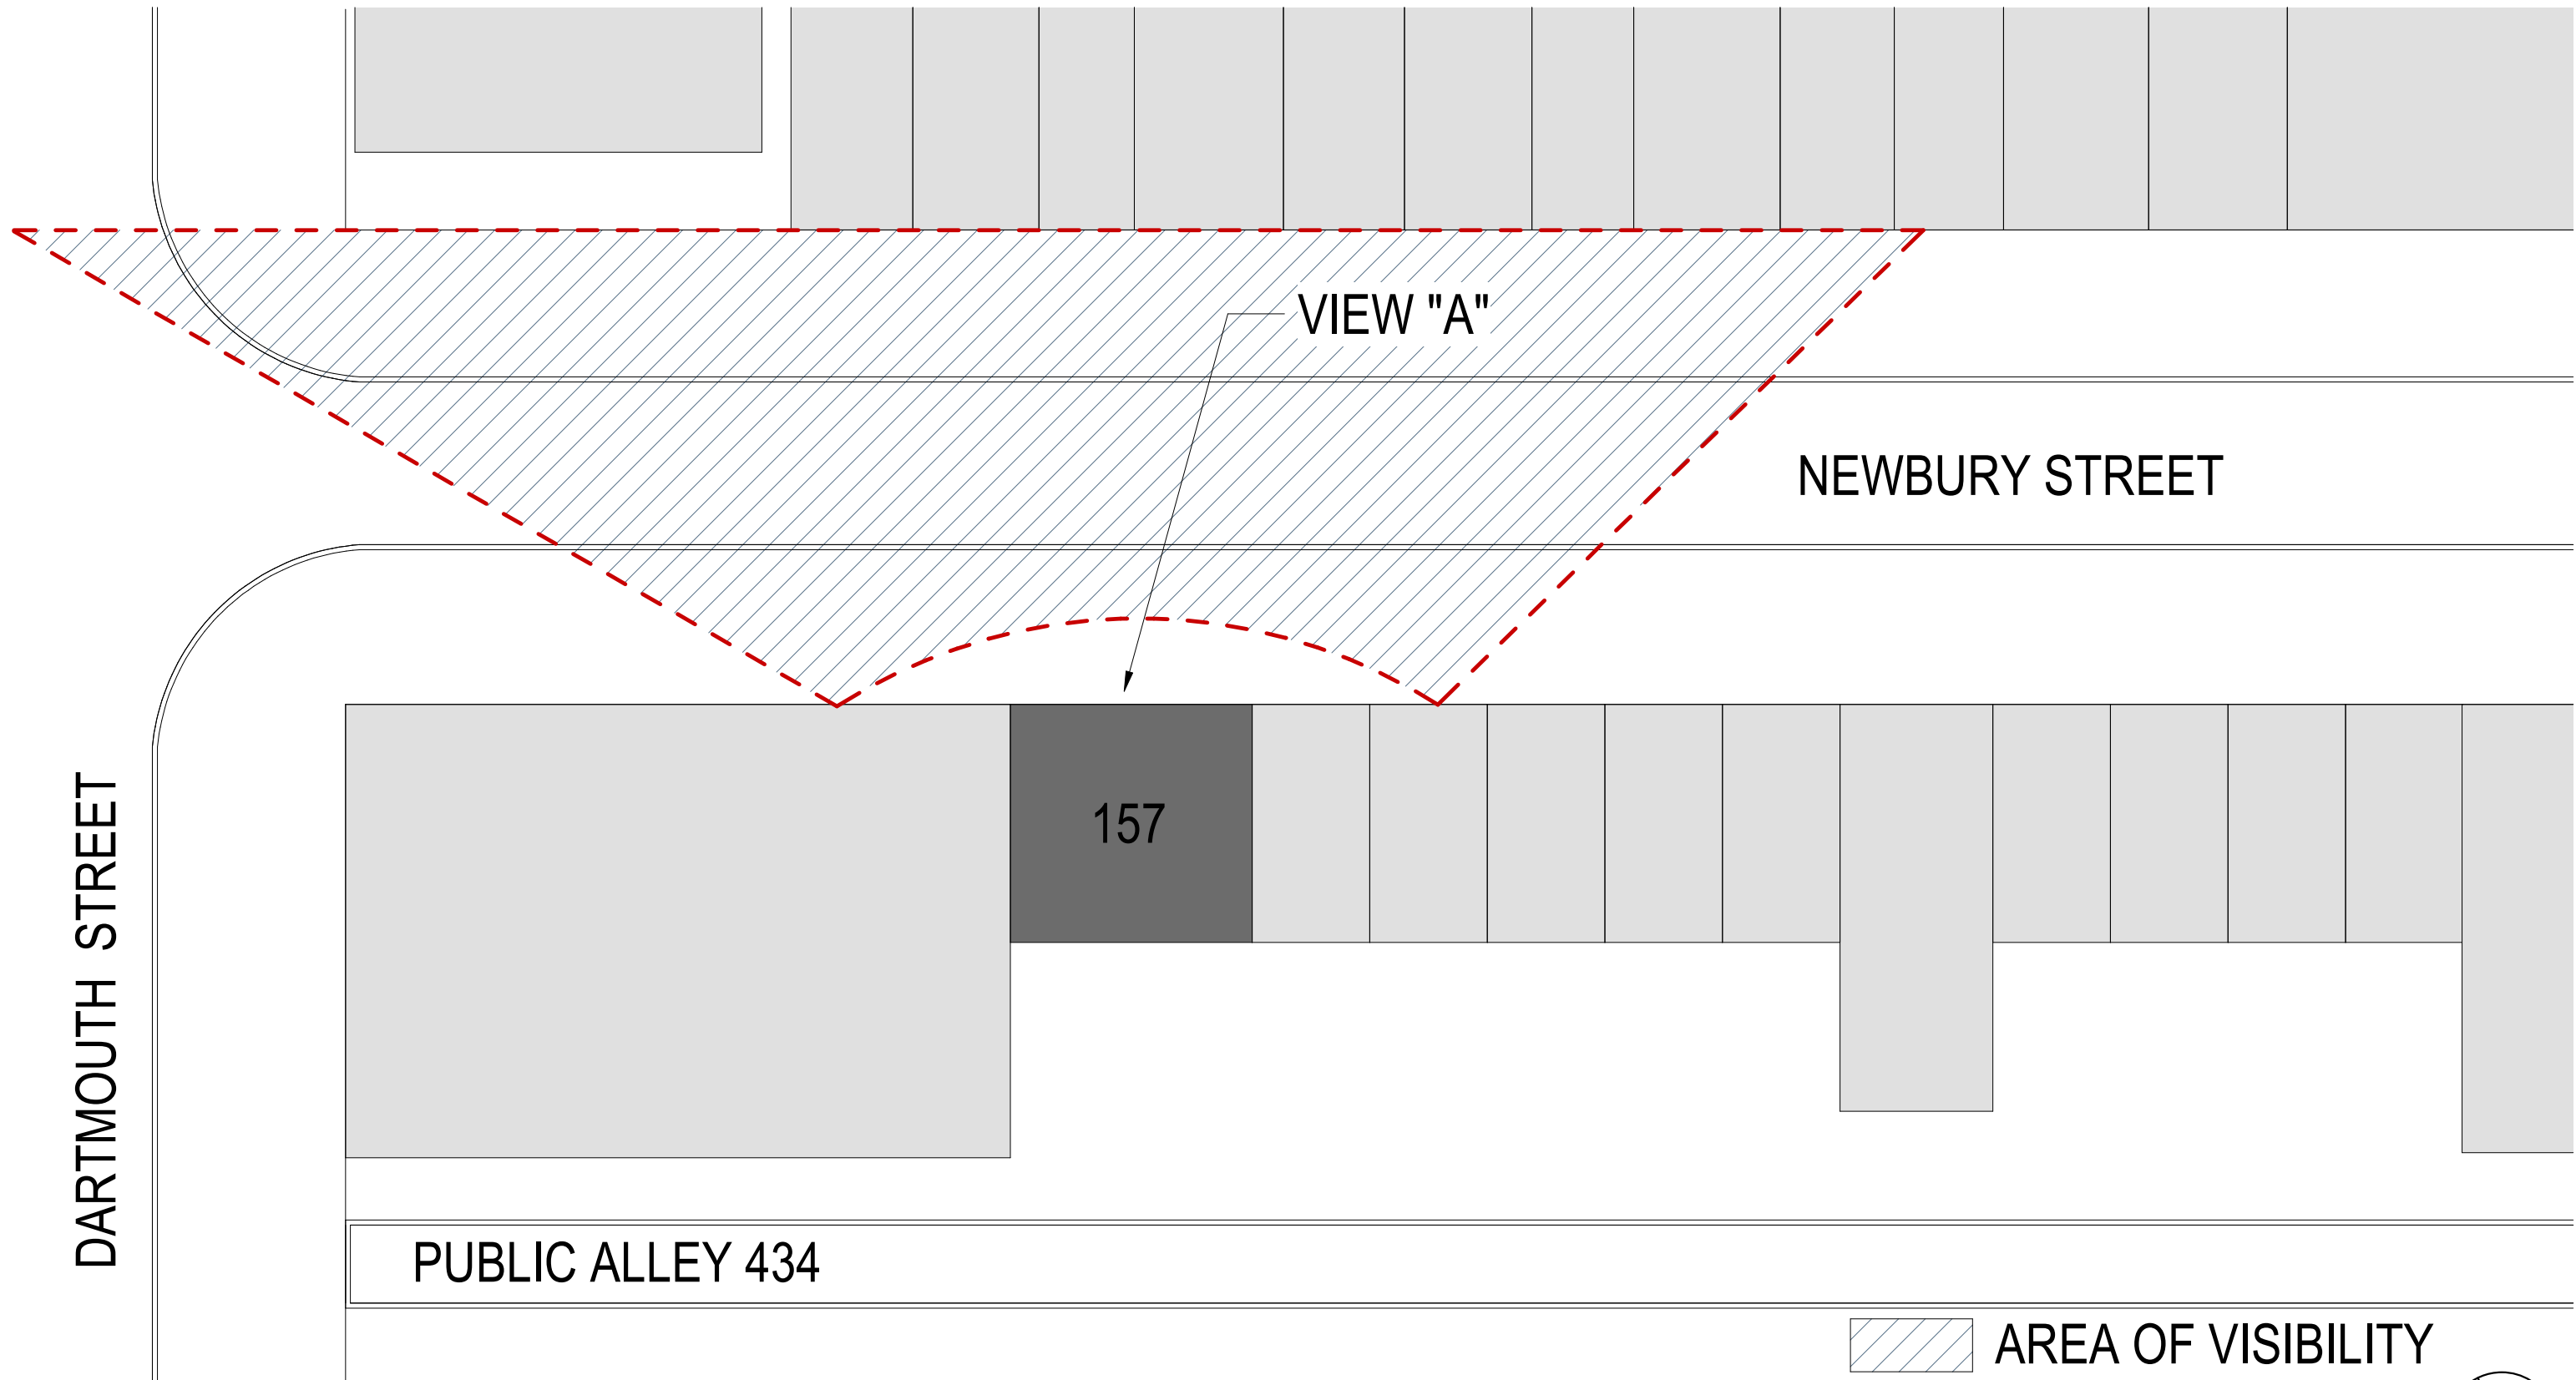 VIEW "A"
NEWBURY STREET
157
DARTMOUTH STREET
PUBLIC ALLEY 434
AREA OF VISIBILITY